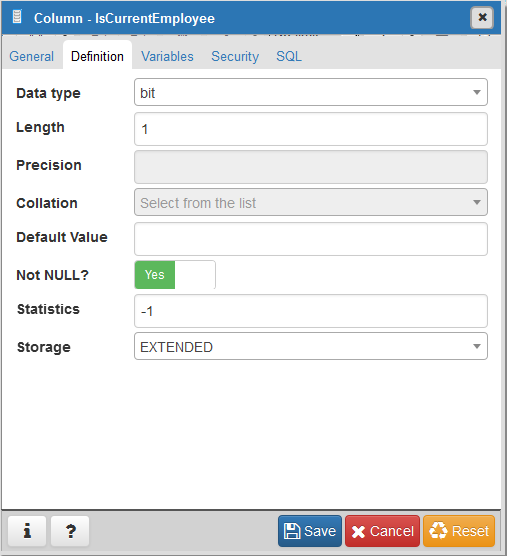 Column - IsCurrentEmployee
General Definition Variables Security SQL
Data type bit
Length 1
Precision
Collation Select from the list
Default Value
Not NULL? Yes
Statistics -1
Storage EXTENDED
i ? Save Cancel Reset